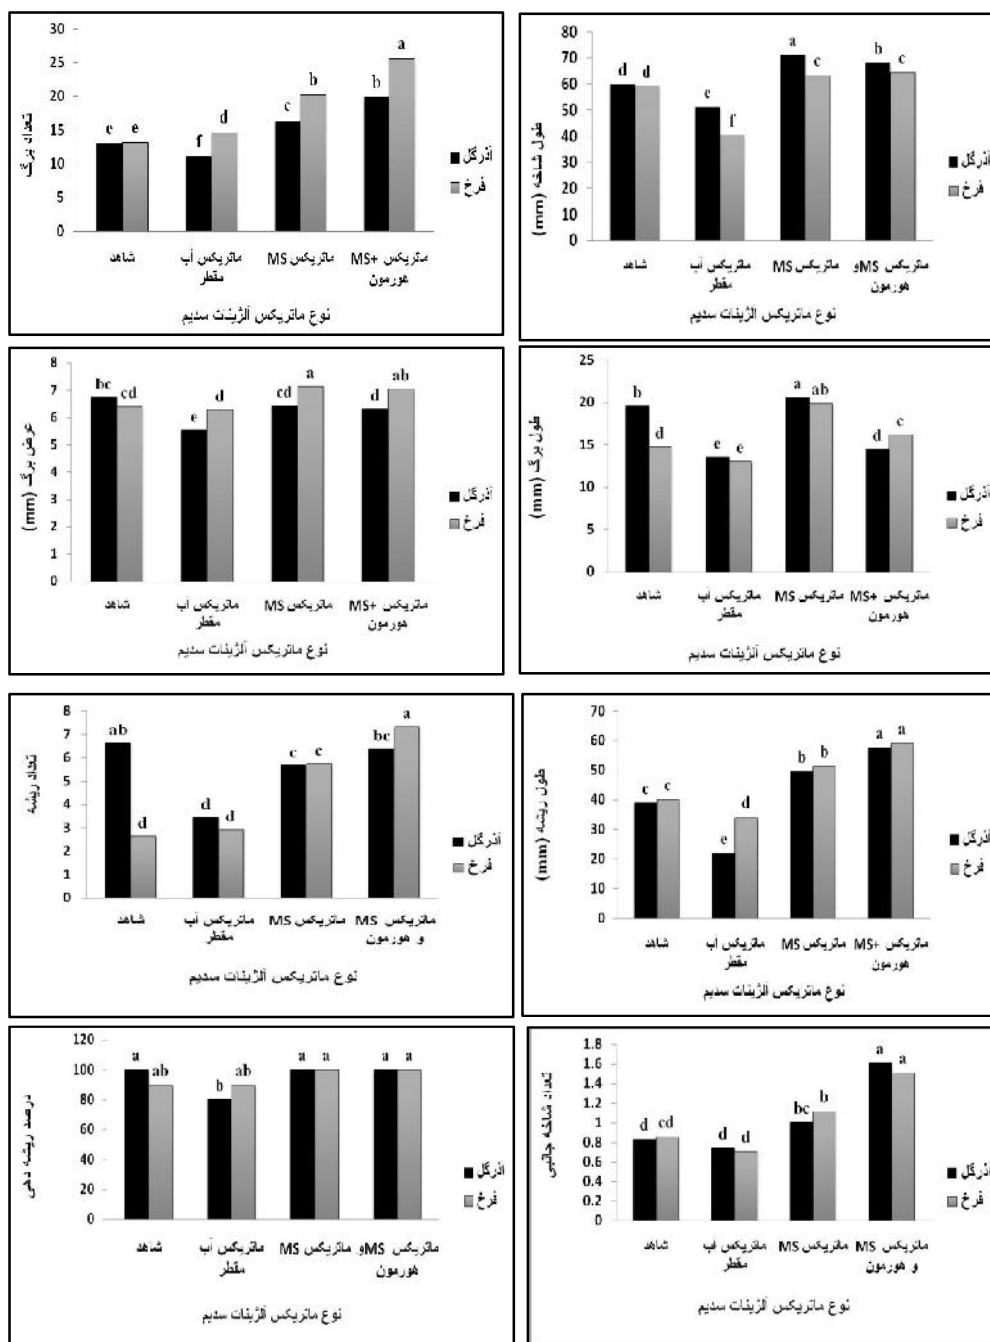 تعداد برگ
30
25
20
15
10
5
0
e e f d c b b a
شاهد
ماتریکس آب مقطر
ماتریکس MS
ماتریکس MS+ هورمون
نوع ماتریکس آلژینات سدیم
آذرگل
فرخ
طول شاخه (mm)
80
70
60
50
40
30
20
10
0
d d e f a c b c
شاهد
ماتریکس آب مقطر
ماتریکس MS
ماتریکس MSو هورمون
نوع ماتریکس آلژینات سدیم
آذرگل
فرخ
عرض برگ (mm)
8
7
6
5
4
3
2
1
0
bc cd e d cd a d ab
شاهد
ماتریکس آب مقطر
ماتریکس MS
ماتریکس MS+ هورمون
نوع ماتریکس آلژینات سدیم
آذرگل
فرخ
طول برگ (mm)
25
20
15
10
5
0
b d e e a ab d c
شاهد
ماتریکس آب مقطر
ماتریکس MS
ماتریکس MS+ هورمون
نوع ماتریکس آلژینات سدیم
آذرگل
فرخ
تعداد ریشه
8
7
6
5
4
3
2
1
0
ab d d d c c bc a
شاهد
ماتریکس آب مقطر
ماتریکس MS
ماتریکس MS و هورمون
نوع ماتریکس آلژینات سدیم
آذرگل
فرخ
طول ریشه (mm)
70
60
50
40
30
20
10
0
c c e d b b a a
شاهد
ماتریکس آب مقطر
ماتریکس MS
ماتریکس MS+ هورمون
نوع ماتریکس آلژینات سدیم
آذرگل
فرخ
درصد ریشه دهی
120
100
80
60
40
20
0
a ab b ab a a a a
شاهد
ماتریکس آب مقطر
ماتریکس MS
ماتریکس MSو هورمون
نوع ماتریکس آلژینات سدیم
آذرگل
فرخ
تعداد شاخه جانبی
1.8
1.6
1.4
1.2
1
0.8
0.6
0.4
0.2
0
d cd d d bc b a a
شاهد
ماتریکس آب مقطر
ماتریکس MS
ماتریکس MS و هورمون
نوع ماتریکس آلژینات سدیم
آذرگل
فرخ